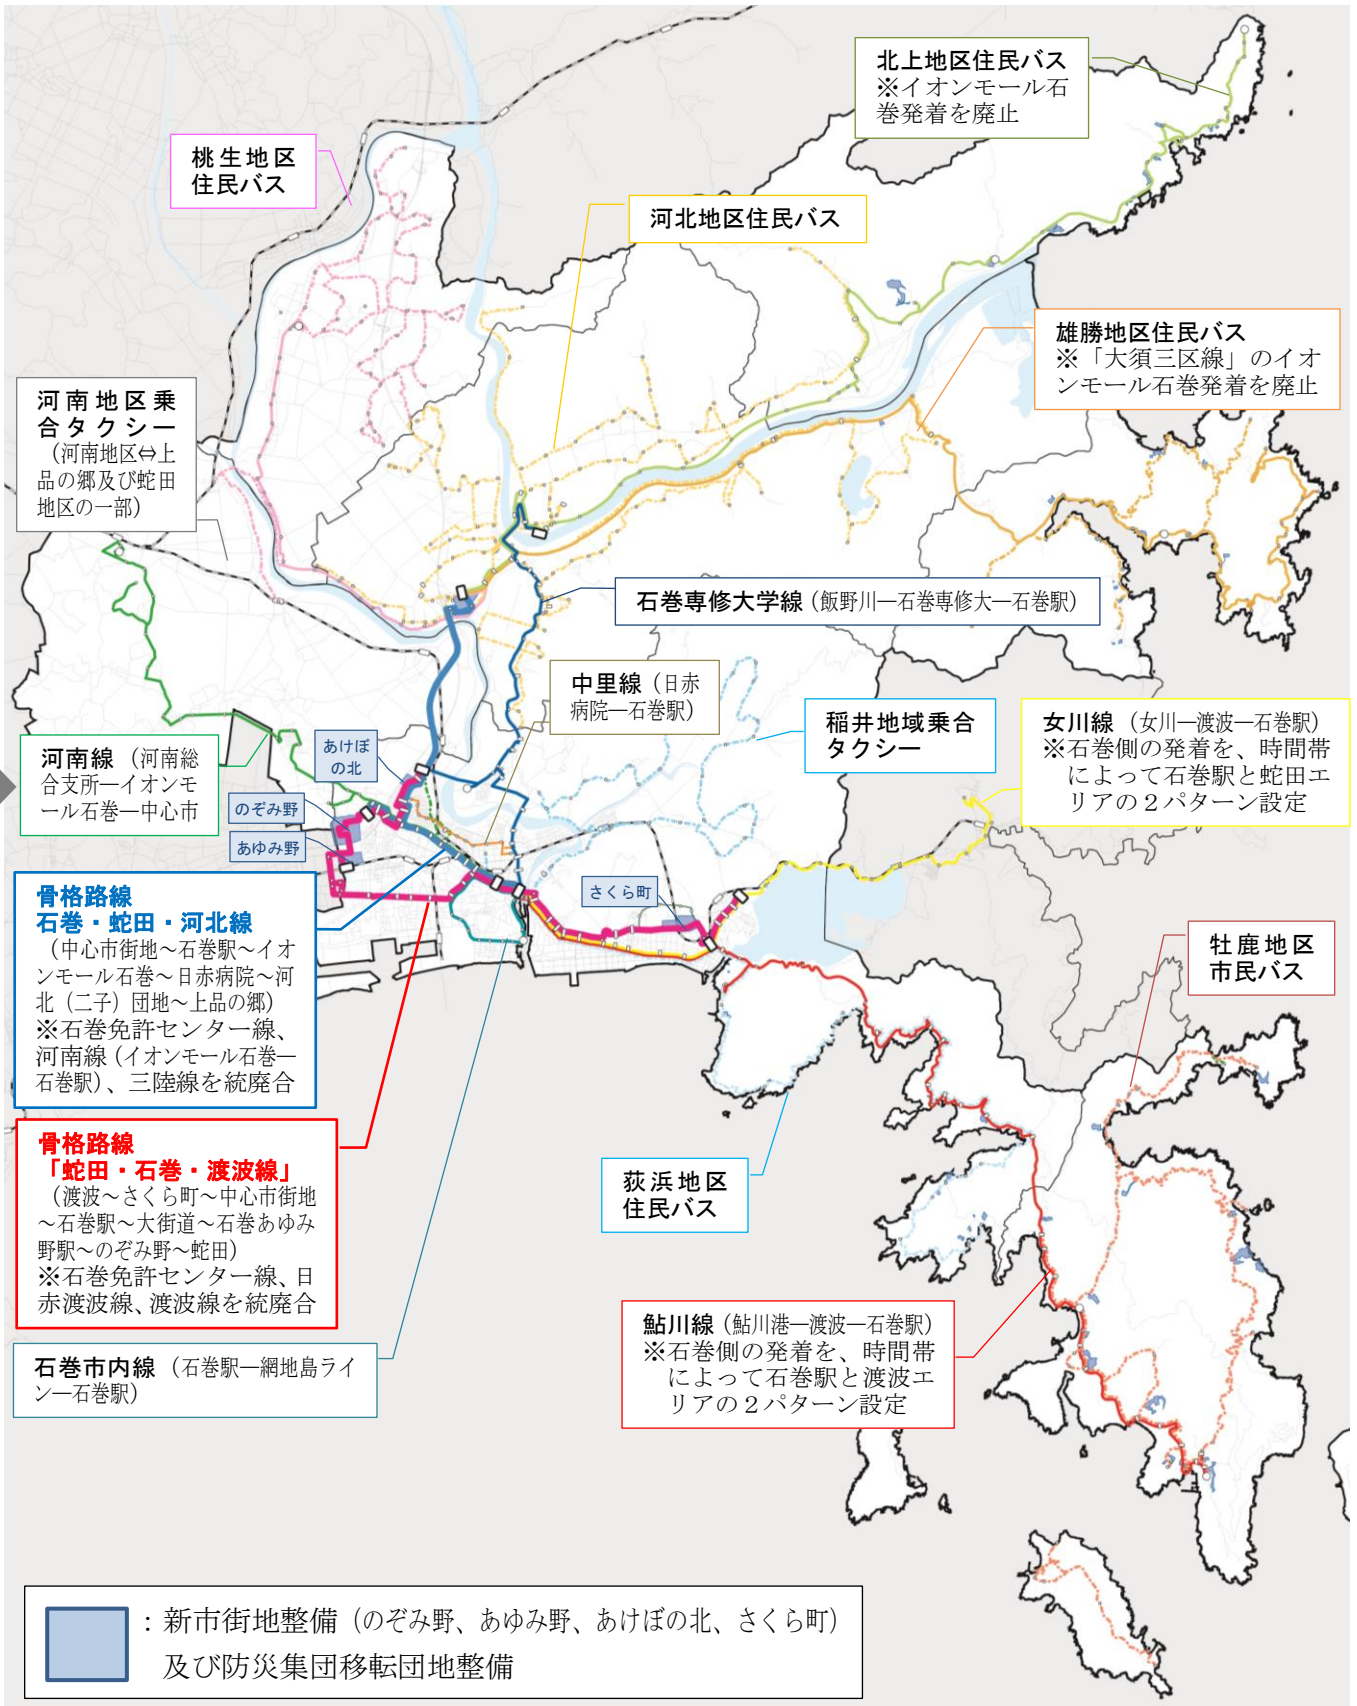 北上地区住民バス
※イオンモール石
巻発着を廃止
桃生地区
住民バス
河北地区住民バス
雄勝地区住民バス
※「大須三区線」のイオ
ンモール石巻発着を廃止
河南地区乗
合タクシー
（河南地区⇔上
品の郷及び蛇田
地区の一部）
石巻専修大学線（飯野川―石巻専修大―石巻駅）
中里線（日赤
病院―石巻駅）
稲井地域乗合
タクシー
女川線（女川―渡波―石巻駅）
※石巻側の発着を、時間帯
によって石巻駅と蛇田エ
リアの２パターン設定
河南線（河南総
合支所―イオンモ
ール石巻―中心市
あけぼ
の北
のぞみ野
あゆみ野
さくら町
骨格路線
石巻・蛇田・河北線
（中心市街地～石巻駅～イオ
ンモール石巻～日赤病院～河
北（二子）団地～上品の郷）
※石巻免許センター線、
河南線（イオンモール石巻―
石巻駅）、三陸線を統廃合
牡鹿地区
市民バス
骨格路線
「蛇田・石巻・渡波線」
（渡波～さくら町～中心市街地
～石巻駅～大街道～石巻あゆみ
野駅～のぞみ野～蛇田）
※石巻免許センター線、日
赤渡波線、渡波線を統廃合
荻浜地区
住民バス
鮎川線（鮎川港―渡波―石巻駅）
※石巻側の発着を、時間帯
によって石巻駅と渡波エ
リアの２パターン設定
石巻市内線（石巻駅―網地島ライ
ン―石巻駅）
：新市街地整備（のぞみ野、あゆみ野、あけぼの北、さくら町）
及び防災集団移転団地整備